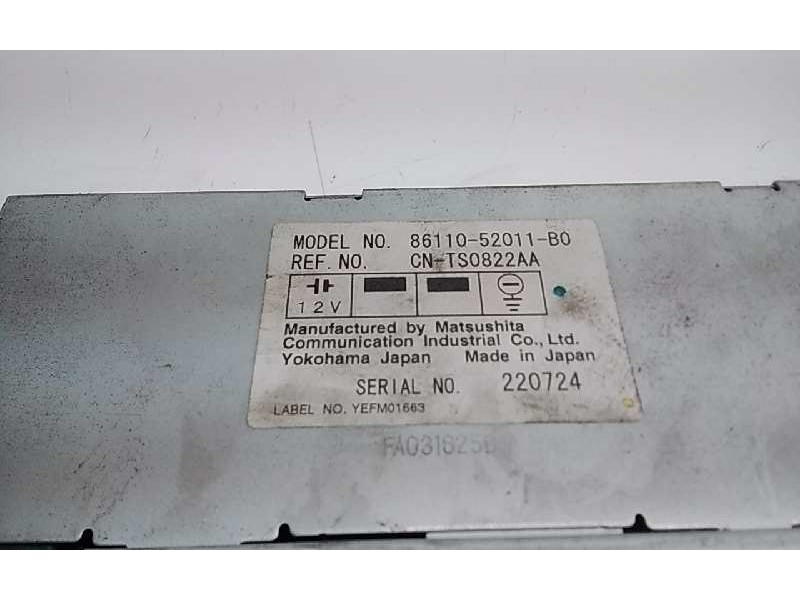 MODEL NO. 86110-52011-B0
REF. NO. CN-TS0822AA
12V
Manufactured by Matsushita
Communication Industrial Co., Ltd.
Yokohama Japan Made in Japan
SERIAL NO. 220724
LABEL NO. YEFM01663